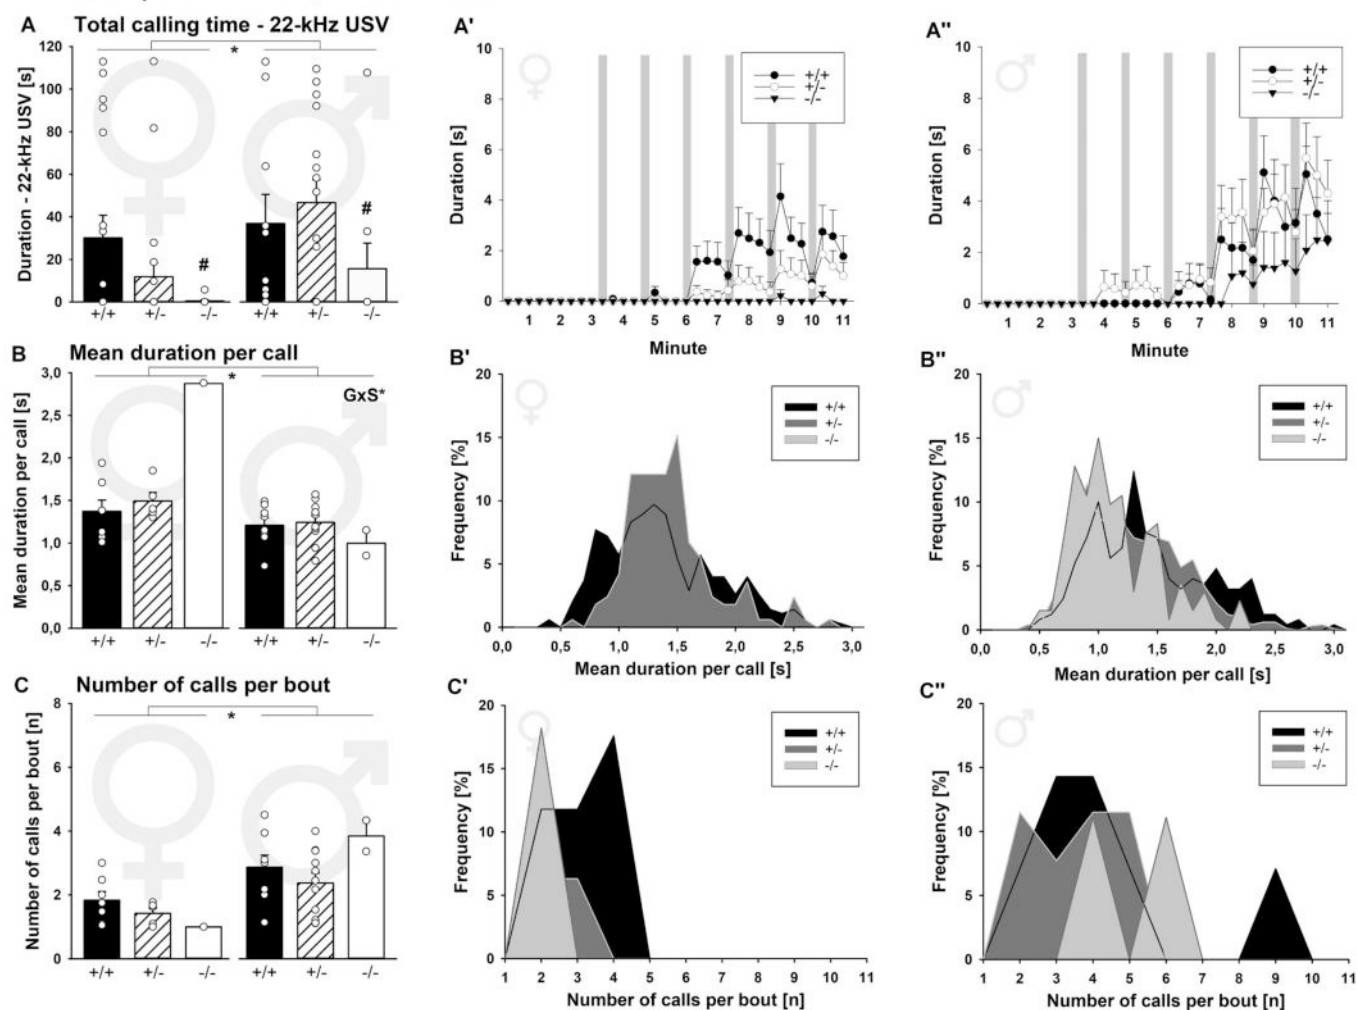 A Total calling time - 22-kHz USV
Duration - 22-kHz USV [s]
120
100
80
60
40
20
0
*
#
#
+/+ +/- -/- +/+ +/- -/-
A'
Duration [s]
10
8
6
4
2
0
+/+
+/-
-/-
1 2 3 4 5 6 7 8 9 10 11
Minute
A"
Duration [s]
10
8
6
4
2
0
+/+
+/-
-/-
1 2 3 4 5 6 7 8 9 10 11
Minute
B Mean duration per call
Mean duration per call [s]
3,0
2,5
2,0
1,5
1,0
0,5
0,0
*
GxS*
+/+ +/- -/- +/+ +/- -/-
B'
Frequency [%]
20
15
10
5
0
+/+
+/-
-/-
0,0 0,5 1,0 1,5 2,0 2,5 3,0
Mean duration per call [s]
B"
Frequency [%]
20
15
10
5
0
+/+
+/-
-/-
0,0 0,5 1,0 1,5 2,0 2,5 3,0
Mean duration per call [s]
C Number of calls per bout
Number of calls per bout [n]
8
6
4
2
0
*
+/+ +/- -/- +/+ +/- -/-
C'
Frequency [%]
20
15
10
5
0
+/+
+/-
-/-
1 2 3 4 5 6 7 8 9 10 11
Number of calls per bout [n]
C"
Frequency [%]
20
15
10
5
0
+/+
+/-
-/-
1 2 3 4 5 6 7 8 9 10 11
Number of calls per bout [n]